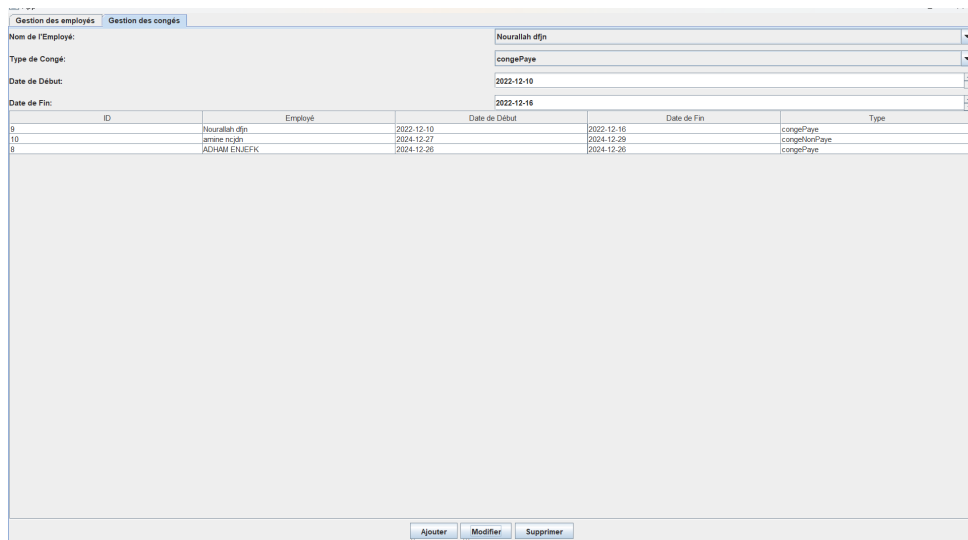 Gestion des employés Gestion des congés
Nom de l'Employé: Nourallah dfjn
Type de Congé: congePaye
Date de Début: 2022-12-10
Date de Fin: 2022-12-16
ID Employé Date de Début Date de Fin Type
9 Nourallah dfjn 2022-12-10 2022-12-16 congePaye
10 amine ncjdn 2024-12-27 2024-12-29 congeNonPaye
8 ADHAM ENJEFK 2024-12-26 2024-12-26 congePaye
Ajouter Modifier Supprimer